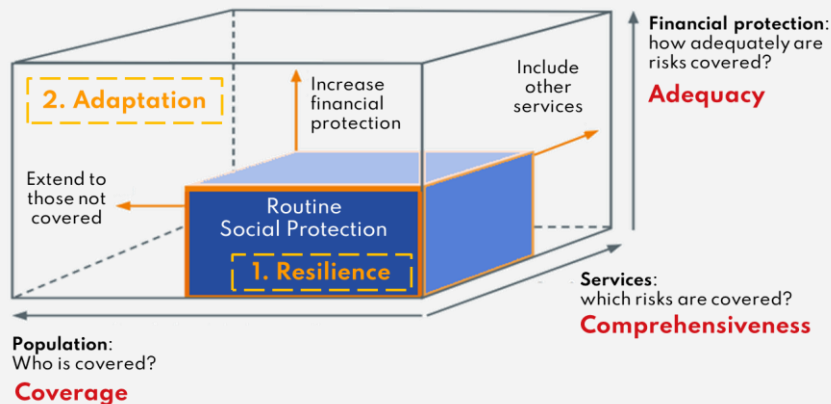 Financial protection:
how adequately are
risks covered?
Adequacy
2. Adaptation
Increase
financial
protection
Include
other
services
Extend to
those not
covered
Routine
Social Protection
1. Resilience
Services:
which risks are covered?
Comprehensiveness
Population:
Who is covered?
Coverage